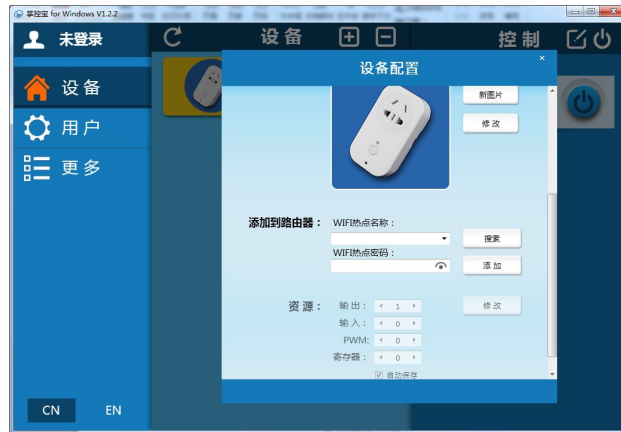 掌控宝 for Windows V1.2.2
未登录
设备
控制
设备
用户
更多
CN
EN
设备配置
×
新图片
修改
添加到路由器：
WIFI热点名称：
搜索
WIFI热点密码：
添加
资源：
输出： 1
修改
输入： 0
PWM: 0
寄存器： 0
自动保存